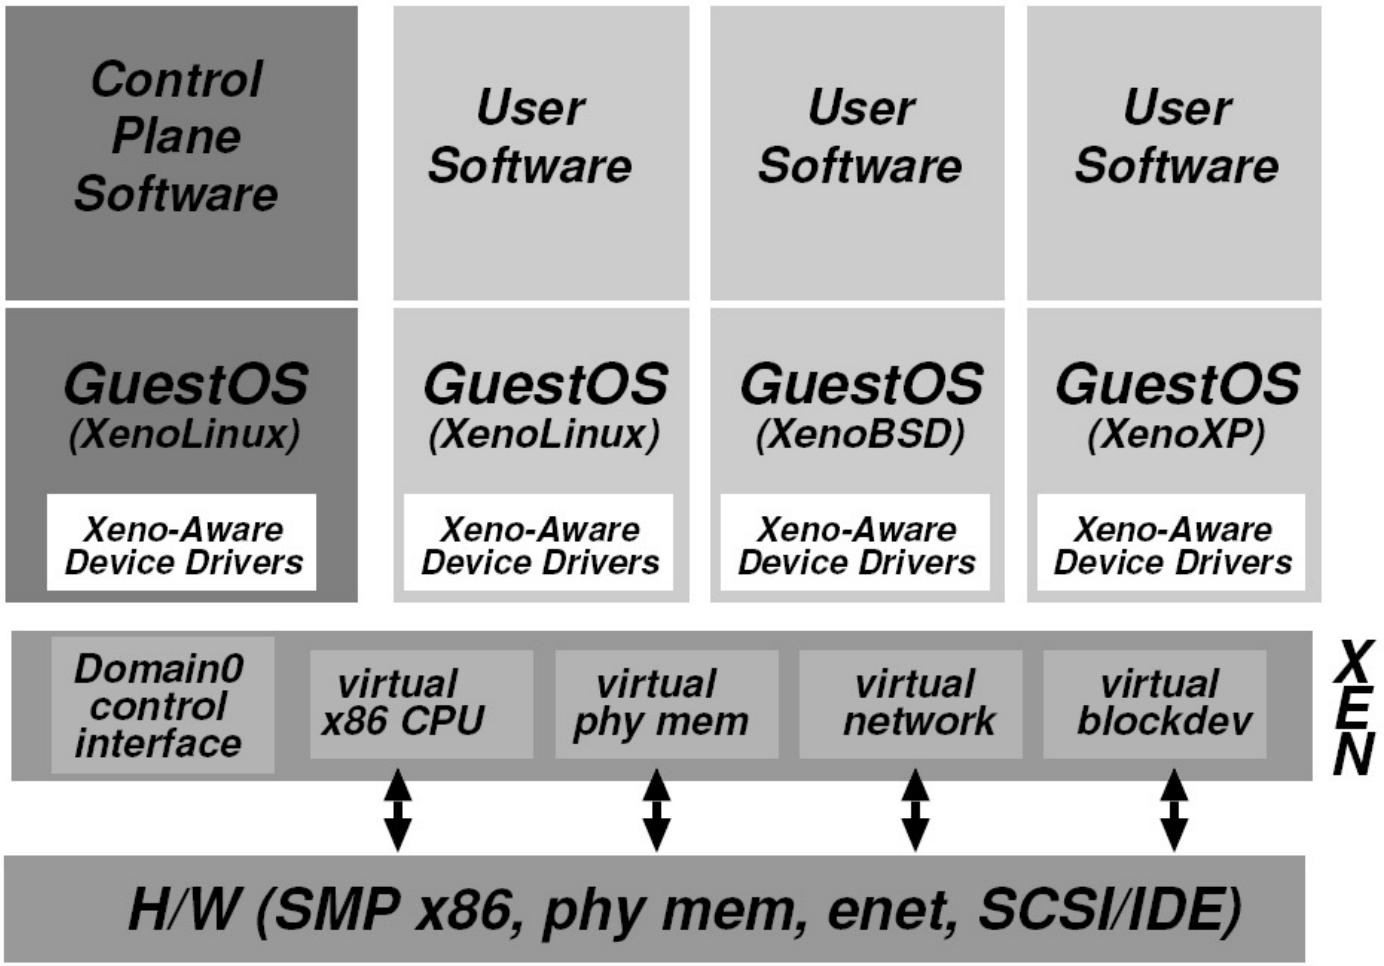 Control
Plane
Software
User
Software
User
Software
User
Software
GuestOS
(XenoLinux)
Xeno-Aware
Device Drivers
GuestOS
(XenoLinux)
Xeno-Aware
Device Drivers
GuestOS
(XenoBSD)
Xeno-Aware
Device Drivers
GuestOS
(XenoXP)
Xeno-Aware
Device Drivers
Domain0
control
interface
virtual
x86 CPU
virtual
phy mem
virtual
network
virtual
blockdev
X
E
N
H/W (SMP x86, phy mem, enet, SCSI/IDE)